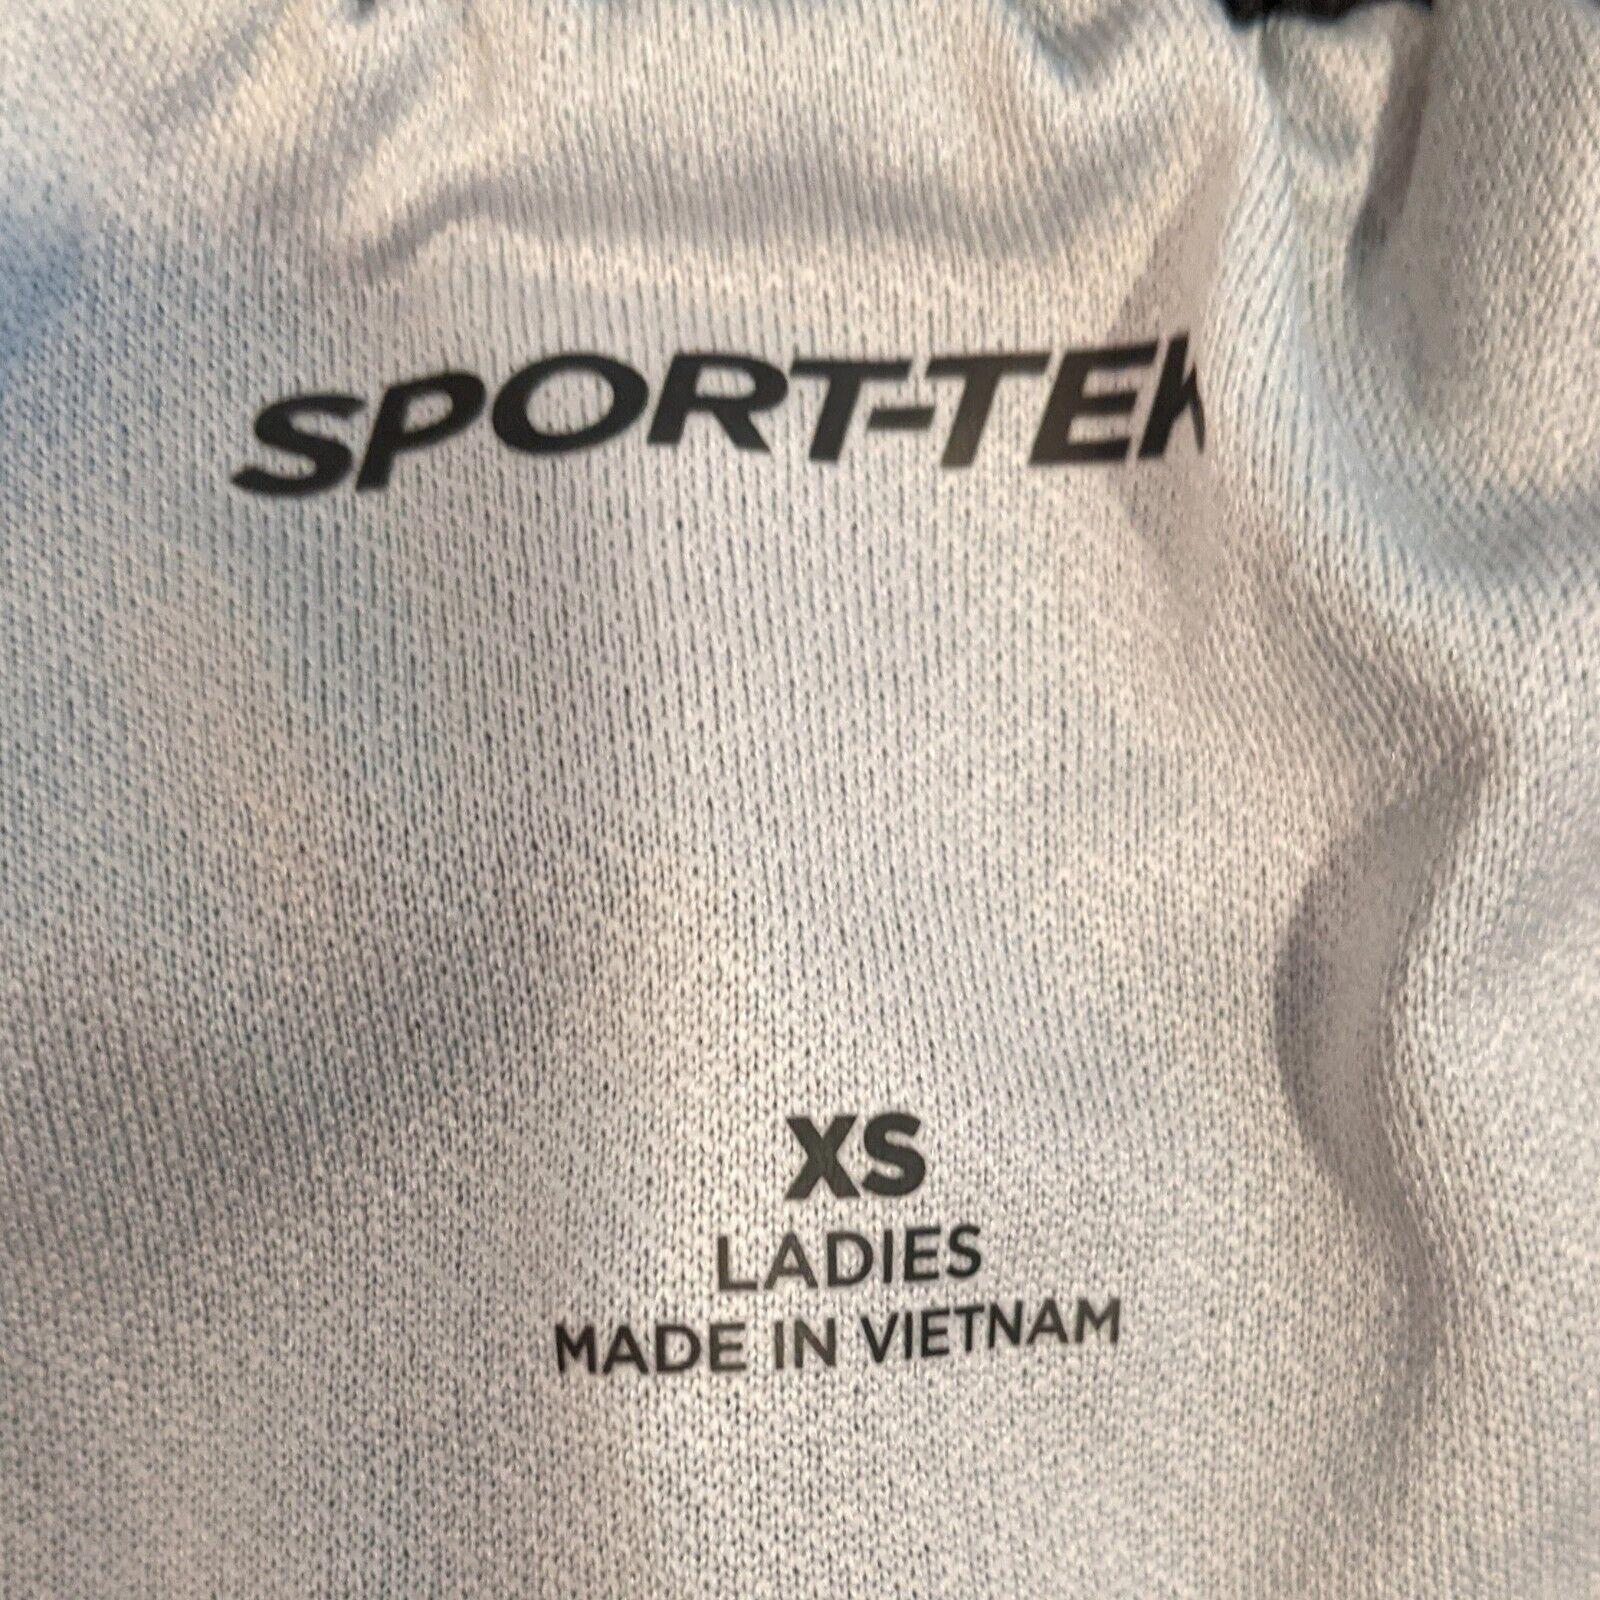 SPORT-TEK
XS
LADIES
MADE IN VIETNAM